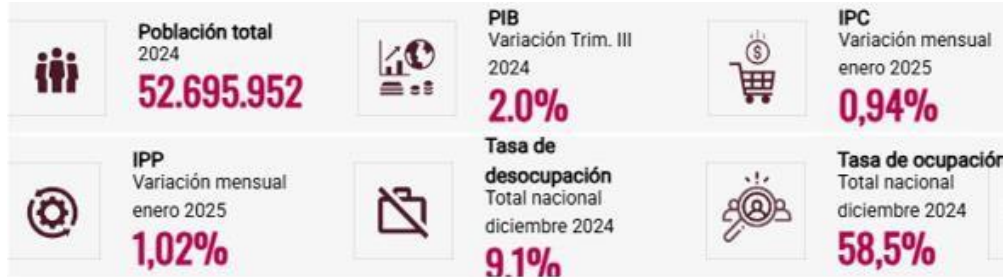 Población total
2024
52.695.952
PIB
Variación Trim. III
2024
2.0%
IPC
Variación mensual
enero 2025
0,94%
IPP
Variación mensual
enero 2025
1,02%
Tasa de
desocupación
Total nacional
diciembre 2024
9.1%
Tasa de ocupación
Total nacional
diciembre 2024
58,5%